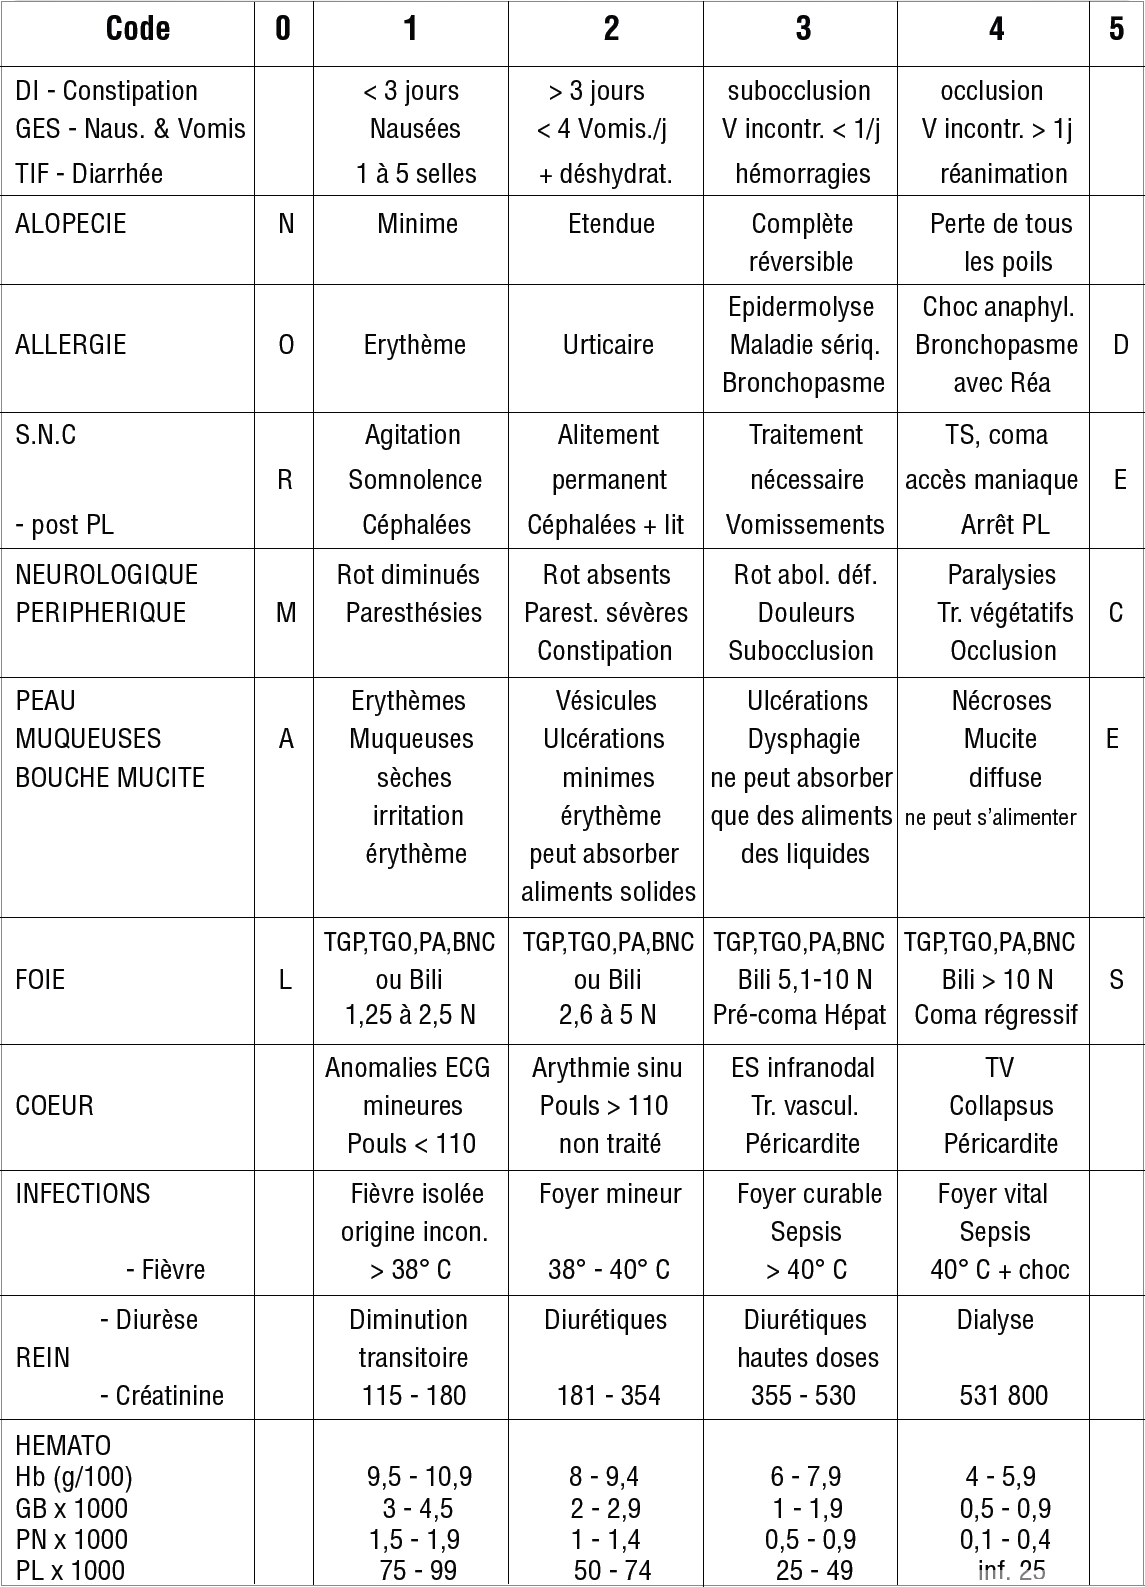 Code 0 1 2 3 4 5
DI - Constipation < 3 jours > 3 jours subocclusion occlusion
GES - Naus. & Vomis Nausées < 4 Vomis./j V incontr. < 1/j V incontr. > 1j
TIF - Diarrhée 1 à 5 selles + déshydrat. hémorragies réanimation
ALOPECIE N Minime Etendue Complète Perte de tous
réversible les poils
Epidermolyse Choc anaphyl.
ALLERGIE O Erythème Urticaire Maladie sériq. Bronchopasme D
Bronchopasme avec Réa
S.N.C Agitation Alitement Traitement TS, coma
R Somnolence permanent nécessaire accès maniaque E
- post PL Céphalées Céphalées + lit Vomissements Arrêt PL
NEUROLOGIQUE Rot diminués Rot absents Rot abol. déf. Paralysies
PERIPHERIQUE M Paresthésies Parest. sévères Douleurs Tr. végétatifs C
Constipation Subocclusion Occlusion
PEAU Erythèmes Vésicules Ulcérations Nécroses
MUQUEUSES A Muqueuses Ulcérations Dysphagie Mucite E
BOUCHE MUCITE sèches minimes ne peut absorber diffuse
irritation érythème que des aliments ne peut s'alimenter
érythème peut absorber des liquides
aliments solides
TGP,TGO,PA,BNC TGP,TGO,PA,BNC TGP,TGO,PA,BNC TGP,TGO,PA,BNC
FOIE L ou Bili ou Bili Bili 5,1-10 N Bili > 10 N S
1,25 à 2,5 N 2,6 à 5 N Pré-coma Hépat Coma régressif
Anomalies ECG Arythmie sinu ES infranodal TV
COEUR mineures Pouls > 110 Tr. vascul. Collapsus
Pouls < 110 non traité Péricardite Péricardite
INFECTIONS Fièvre isolée Foyer mineur Foyer curable Foyer vital
origine incon. Sepsis Sepsis
- Fièvre > 38° C 38° - 40° C > 40° C 40° C + choc
- Diurèse Diminution Diurétiques Diurétiques Dialyse
REIN transitoire hautes doses
- Créatinine 115 - 180 181 - 354 355 - 530 531 800
HEMATO
Hb (g/100) 9,5 - 10,9 8 - 9,4 6 - 7,9 4 - 5,9
GB x 1000 3 - 4,5 2 - 2,9 1 - 1,9 0,5 - 0,9
PN x 1000 1,5 - 1,9 1 - 1,4 0,5 - 0,9 0,1 - 0,4
PL x 1000 75 - 99 50 - 74 25 - 49 inf. 25